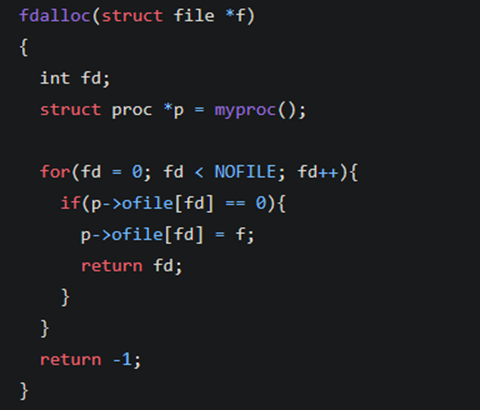 fdalloc(struct file *f)
{
  int fd;
  struct proc *p = myproc();

  for(fd = 0; fd < NOFILE; fd++){
    if(p->ofile[fd] == 0){
      p->ofile[fd] = f;
      return fd;
    }
  }
  return -1;
}